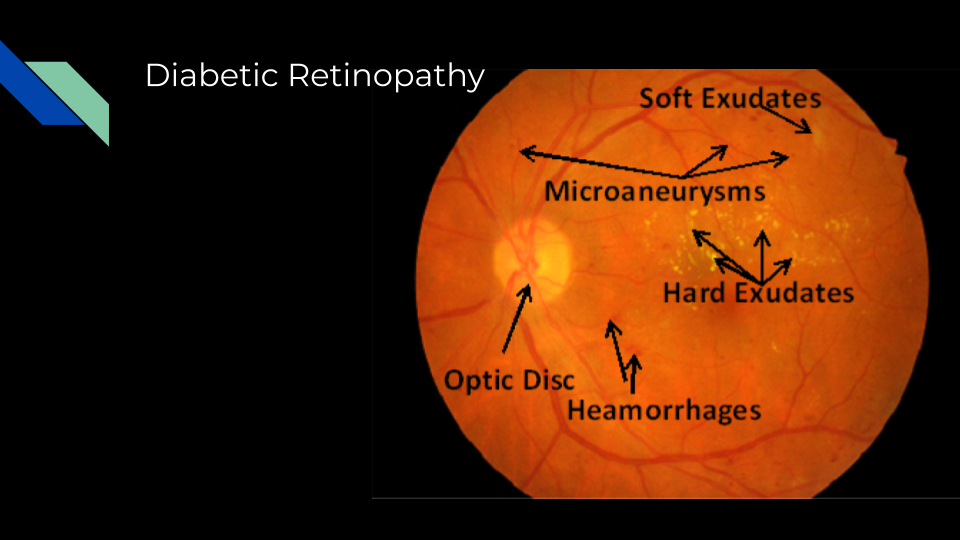 Diabetic Retinopathy
Soft Exudates
Microaneurysms
Hard Exudates
Optic Disc
Heamorrhages